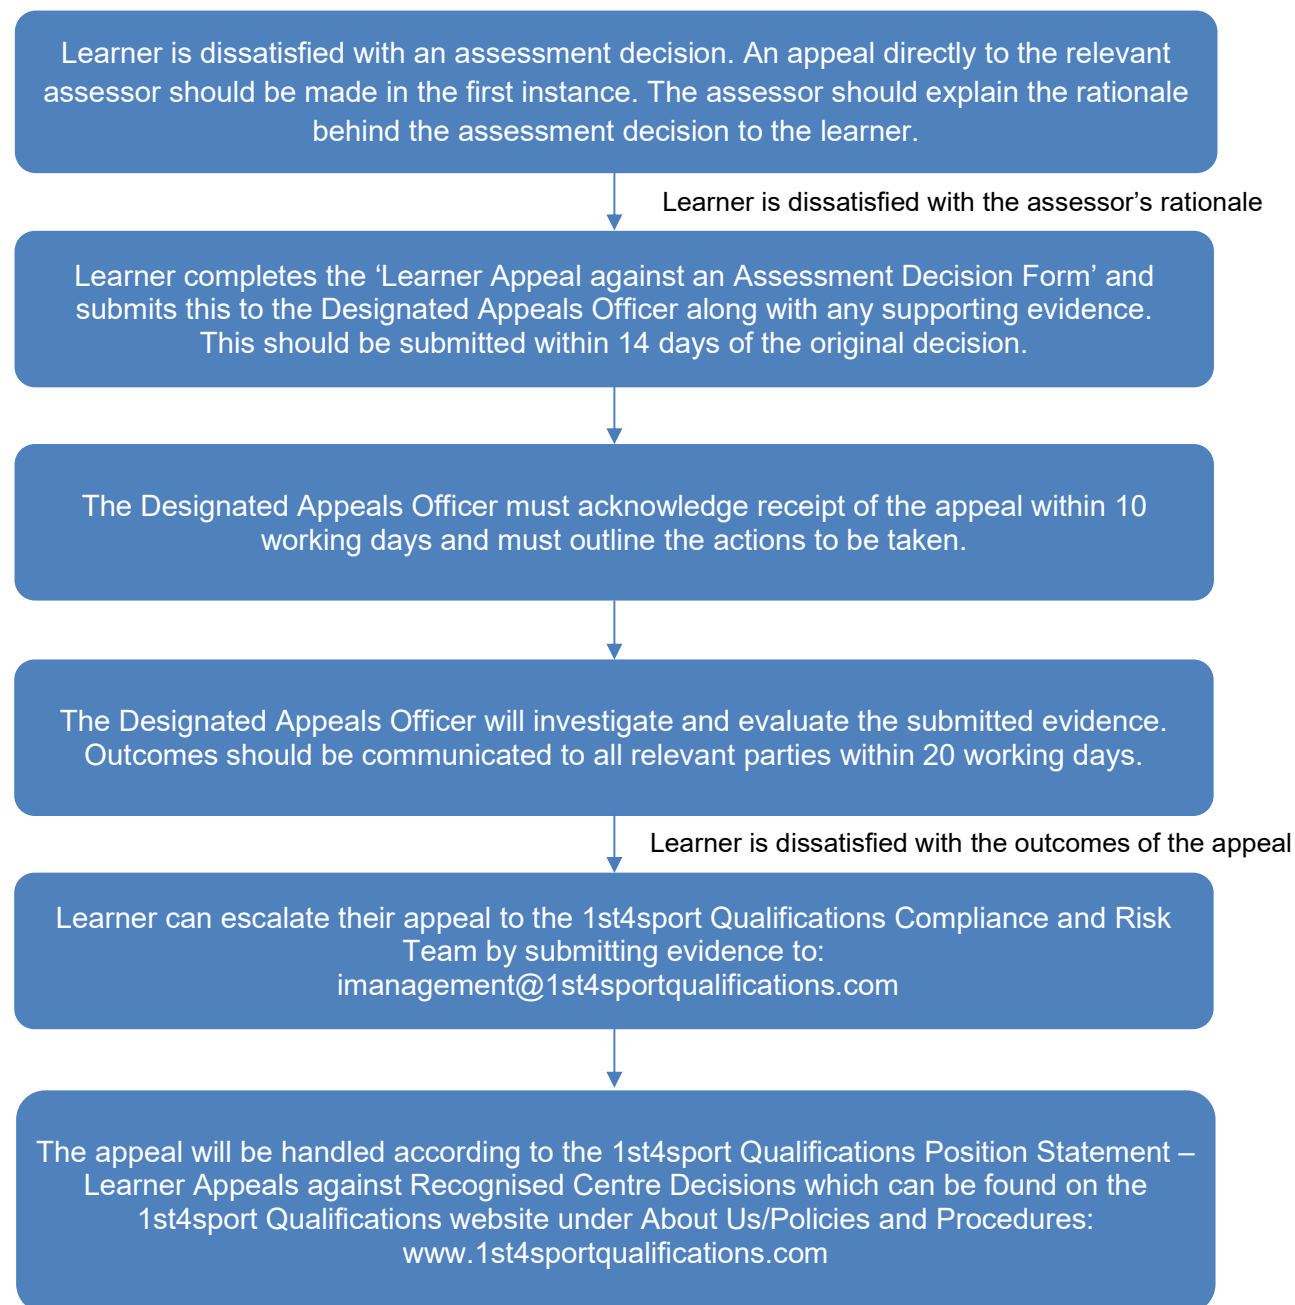 Learner is dissatisfied with an assessment decision. An appeal directly to the relevant
assessor should be made in the first instance. The assessor should explain the rationale
behind the assessment decision to the learner.
Learner is dissatisfied with the assessor’s rationale
Learner completes the ‘Learner Appeal against an Assessment Decision Form’ and
submits this to the Designated Appeals Officer along with any supporting evidence.
This should be submitted within 14 days of the original decision.
The Designated Appeals Officer must acknowledge receipt of the appeal within 10
working days and must outline the actions to be taken.
The Designated Appeals Officer will investigate and evaluate the submitted evidence.
Outcomes should be communicated to all relevant parties within 20 working days.
Learner is dissatisfied with the outcomes of the appeal
Learner can escalate their appeal to the 1st4sport Qualifications Compliance and Risk
Team by submitting evidence to:
imanagement@1st4sportqualifications.com
The appeal will be handled according to the 1st4sport Qualifications Position Statement –
Learner Appeals against Recognised Centre Decisions which can be found on the
1st4sport Qualifications website under About Us/Policies and Procedures:
www.1st4sportqualifications.com